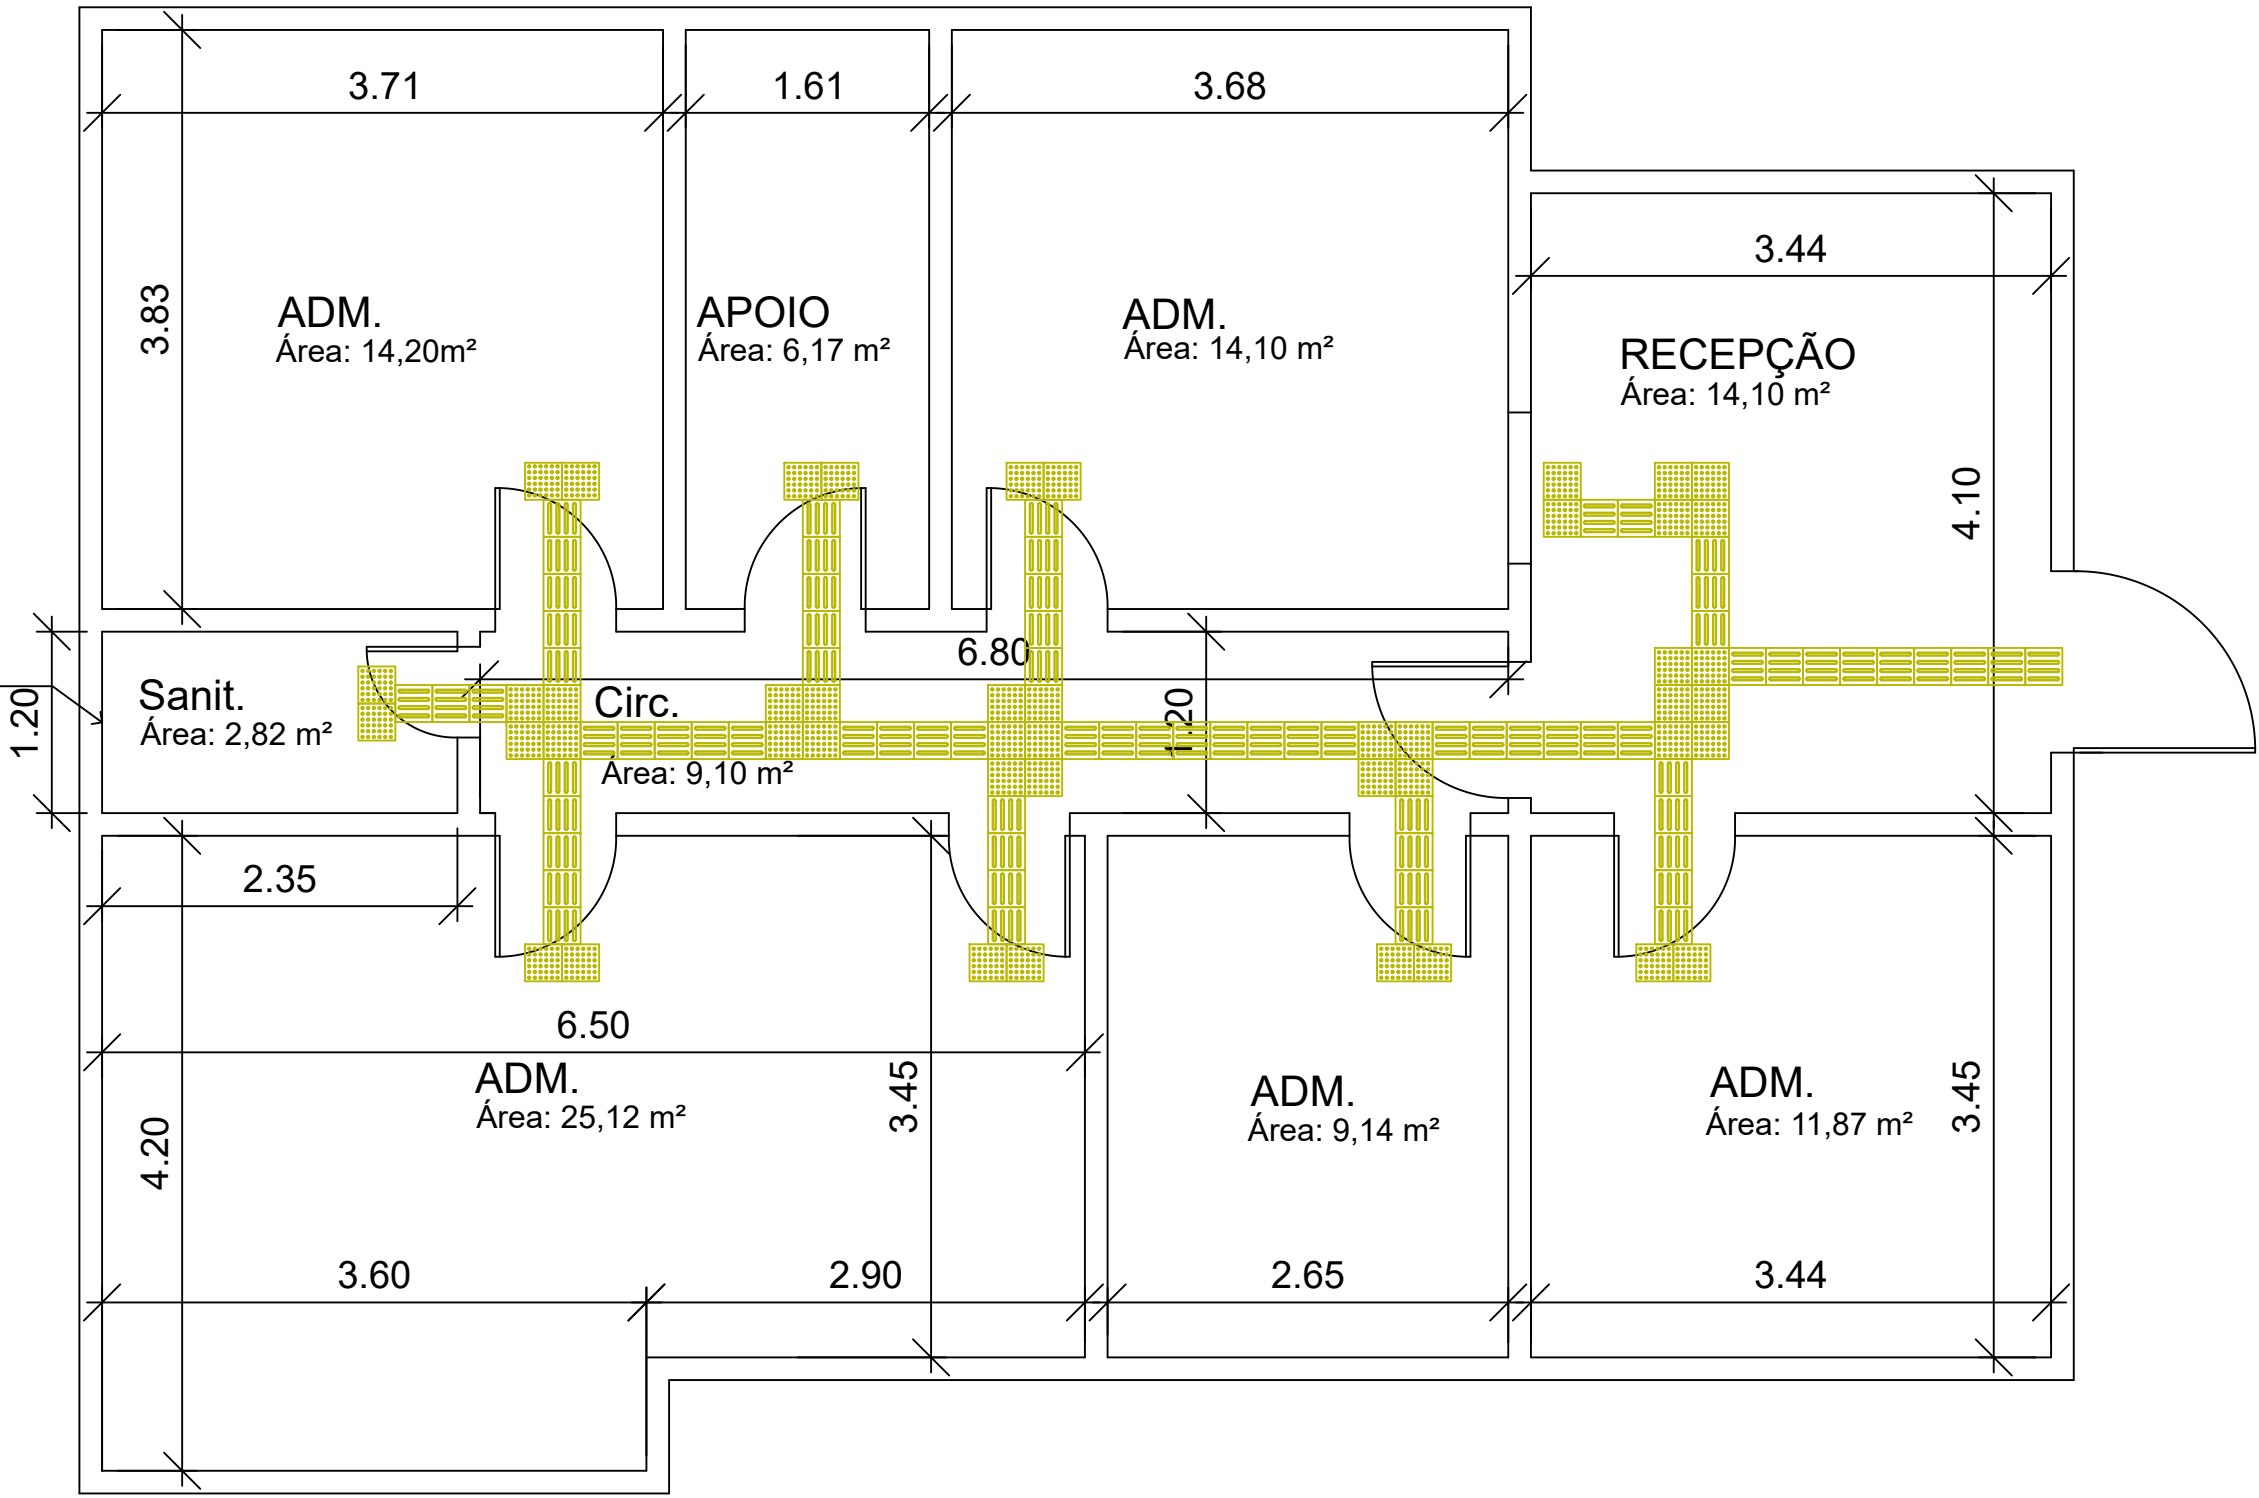 3.71
1.61
3.68
3.44
3.83
ADM.
Área: 14,20m²
APOIO
Área: 6,17 m²
ADM.
Área: 14,10 m²
RECEPÇÃO
Área: 14,10 m²
4.10
6.80
1.20
Sanit.
Área: 2,82 m²
Circ.
Área: 9,10 m²
1.20
2.35
6.50
ADM.
Área: 25,12 m²
3.45
ADM.
Área: 9,14 m²
ADM.
Área: 11,87 m²
3.45
4.20
3.60
2.90
2.65
3.44